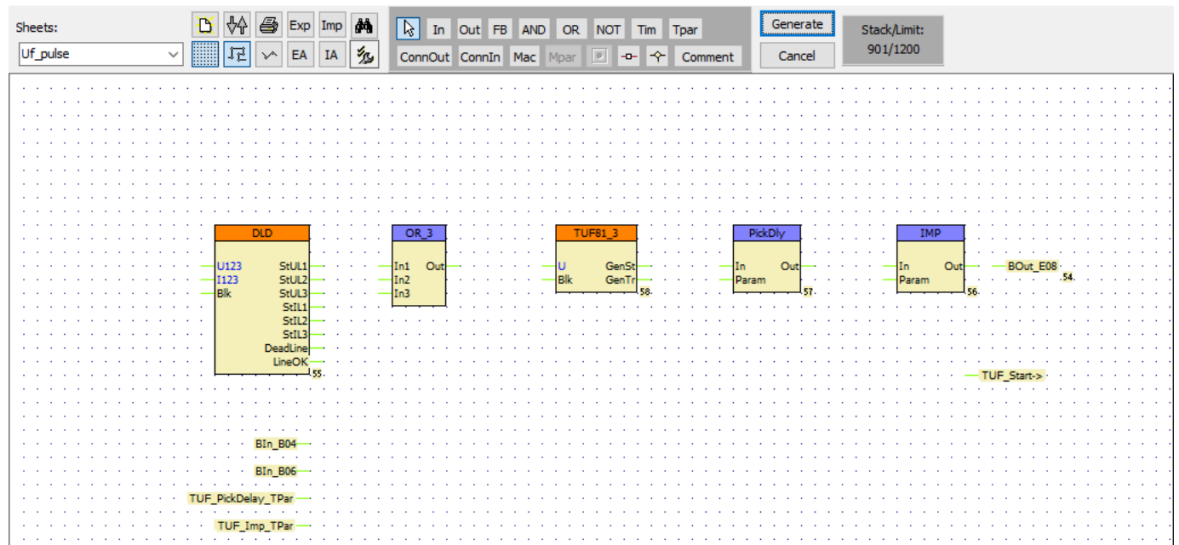 Sheets:
Uf_pulse
Exp Imp
EA IA
In Out FB AND OR NOT Tim Tpar
ConnOut ConnIn Mac Mpar Comment
Generate
Cancel
Stack/Limit:
901/1200
DLD
U123 StUL1
I123 StUL2
Blk StUL3
StIL1
StIL2
StIL3
DeadLine
LineOK
55
OR_3
In1 Out
In2
In3
TUF81_3
U GenSt
Blk GenTr
58
PickDly
In Out
Param
57
IMP
In Out
Param
56
BOut_E08
54
TUF_Start->
BIn_B04
BIn_B06
TUF_PickDelay_TPar
TUF_Imp_TPar